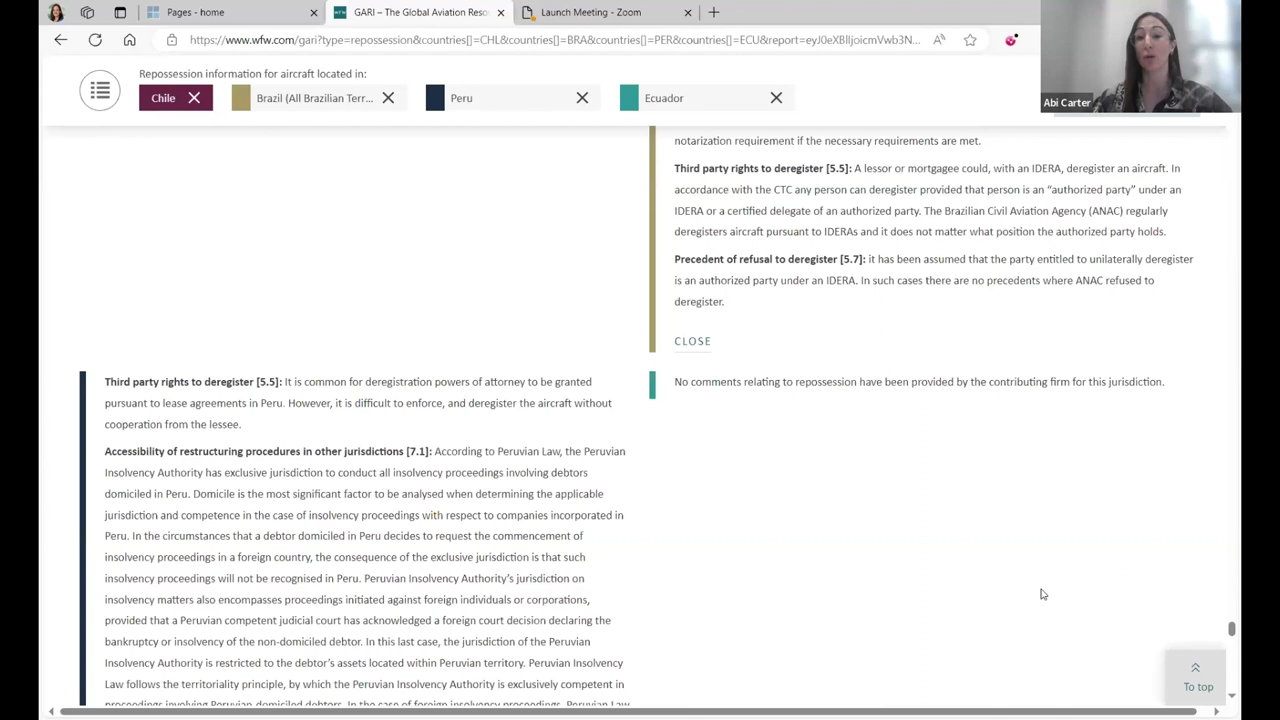 Pages - home
GARI – The Global Aviation Reso
Launch Meeting - Zoom
https://www.wfw.com/gari?type=repossession&countries[]=CHL&countries[]=BRA&countries[]=PER&countries[]=ECU&report=eyJ0eXBlIjoicmVwb3N...
Abi Carter
Repossession information for aircraft located in:
Chile
Brazil (All Brazilian Terr...
Peru
Ecuador
notarization requirement if the necessary requirements are met.
Third party rights to deregister [5.5]: A lessor or mortgagee could, with an IDERA, deregister an aircraft. In
accordance with the CTC any person can deregister provided that person is an “authorized party” under an
IDERA or a certified delegate of an authorized party. The Brazilian Civil Aviation Agency (ANAC) regularly
deregisters aircraft pursuant to IDERAs and it does not matter what position the authorized party holds.
Precedent of refusal to deregister [5.7]: it has been assumed that the party entitled to unilaterally deregister
is an authorized party under an IDERA. In such cases there are no precedents where ANAC refused to
deregister.
CLOSE
Third party rights to deregister [5.5]: It is common for deregistration powers of attorney to be granted
pursuant to lease agreements in Peru. However, it is difficult to enforce, and deregister the aircraft without
cooperation from the lessee.
Accessibility of restructuring procedures in other jurisdictions [7.1]: According to Peruvian Law, the Peruvian
Insolvency Authority has exclusive jurisdiction to conduct all insolvency proceedings involving debtors
domiciled in Peru. Domicile is the most significant factor to be analysed when determining the applicable
jurisdiction and competence in the case of insolvency proceedings with respect to companies incorporated in
Peru. In the circumstances that a debtor domiciled in Peru decides to request the commencement of
insolvency proceedings in a foreign country, the consequence of the exclusive jurisdiction is that such
insolvency proceedings will not be recognised in Peru. Peruvian Insolvency Authority’s jurisdiction on
insolvency matters also encompasses proceedings initiated against foreign individuals or corporations,
provided that a Peruvian competent judicial court has acknowledged a foreign court decision declaring the
bankruptcy or insolvency of the non-domiciled debtor. In this last case, the jurisdiction of the Peruvian
Insolvency Authority is restricted to the debtor’s assets located within Peruvian territory. Peruvian Insolvency
Law follows the territoriality principle, by which the Peruvian Insolvency Authority is exclusively competent in
proceedings involving Peruvian-domiciled debtors. In the case of foreign insolvency proceedings, Peruvian Law
No comments relating to repossession have been provided by the contributing firm for this jurisdiction.
To top